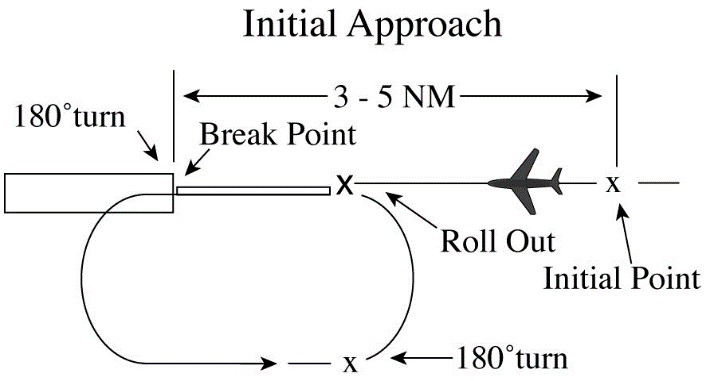 Initial Approach
3 - 5 NM
180°turn
Break Point
X
x
Roll Out
Initial Point
x
180°turn